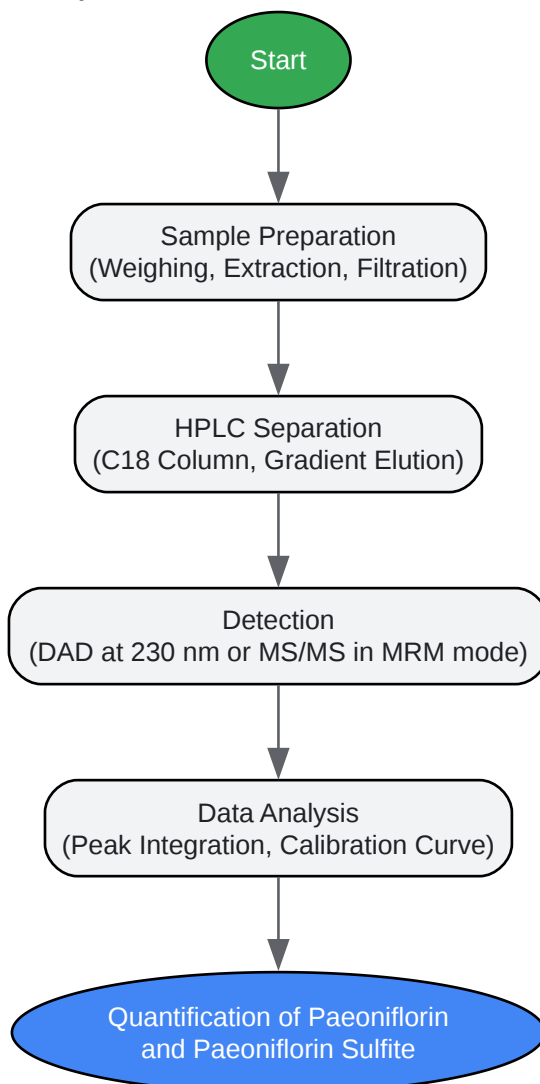 Start
Sample Preparation
(Weighing, Extraction, Filtration)
HPLC Separation
(C18 Column, Gradient Elution)
Detection
(DAD at 230 nm or MS/MS in MRM mode)
Data Analysis
(Peak Integration, Calibration Curve)
Quantification of Paeoniflorin
and Paeoniflorin Sulfite